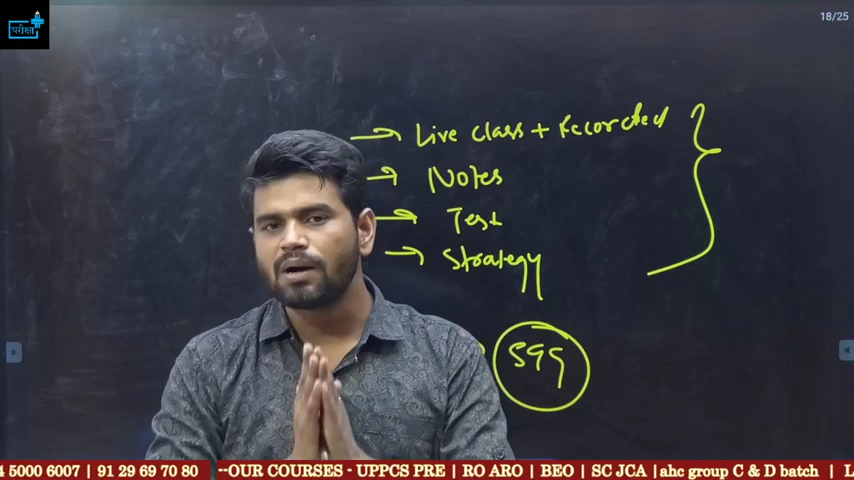 परीक्षा
18/25
→ Live class + Recorded
→ Notes
→ Test
→ Strategy
599
4 5000 6007 | 91 29 69 70 80 --OUR COURSES - UPPCS PRE | RO ARO | BEO | SC JCA |ahc group C & D batch | L